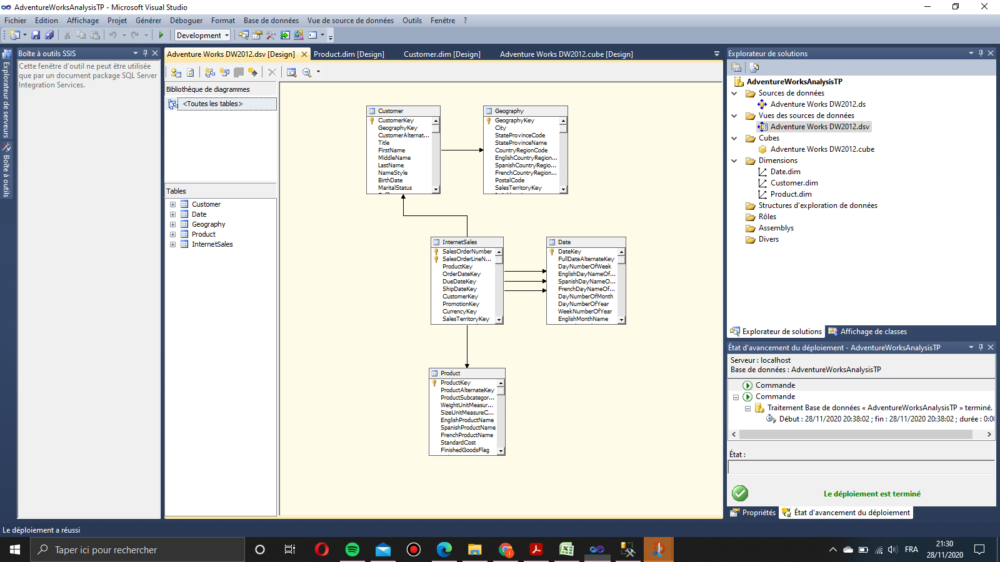 AdventureWorksAnalysisTP - Microsoft Visual Studio
Fichier Edition Affichage Projet Générer Déboguer Format Base de données Vue de source de données Outils Fenêtre ?
Development
Explorateur de serveurs
Boîte à outils
Boîte à outils SSIS
Cette fenêtre d'outil ne peut être utilisée
que par un document package SQL Server
Integration Services.
Adventure Works DW2012.dsv [Design] Product.dim [Design] Customer.dim [Design] Adventure Works DW2012.cube [Design]
Bibliothèque de diagrammes
<Toutes les tables>
Tables
Customer
Date
Geography
Product
InternetSales
Customer
CustomerKey
GeographyKey
CustomerAlternat...
Title
FirstName
MiddleName
LastName
NameStyle
BirthDate
MaritalStatus
Geography
GeographyKey
City
StateProvinceCode
StateProvinceName
CountryRegionCode
EnglishCountryRegion...
SpanishCountryRegio...
FrenchCountryRegion...
PostalCode
SalesTerritoryKey
InternetSales
SalesOrderNumber
SalesOrderLineN...
ProductKey
OrderDateKey
DueDateKey
ShipDateKey
CustomerKey
PromotionKey
CurrencyKey
SalesTerritoryKey
Date
DateKey
FullDateAlternateKey
DayNumberOfWeek
EnglishDayNameOf...
SpanishDayNameO...
FrenchDayNameOf...
DayNumberOfMonth
DayNumberOfYear
WeekNumberOfYear
EnglishMonthName
Product
ProductKey
ProductAlternateKey
ProductSubcategor...
WeightUnitMeasur...
SizeUnitMeasureC...
EnglishProductName
SpanishProductName
FrenchProductName
StandardCost
FinishedGoodsFlag
Explorateur de solutions
AdventureWorksAnalysisTP
Sources de données
Adventure Works DW2012.ds
Vues des sources de données
Adventure Works DW2012.dsv
Cubes
Adventure Works DW2012.cube
Dimensions
Date.dim
Customer.dim
Product.dim
Structures d'exploration de données
Rôles
Assemblys
Divers
Explorateur de solutions Affichage de classes
État d'avancement du déploiement - AdventureWorksAnalysisTP
Serveur : localhost
Base de données : AdventureWorksAnalysisTP
Commande
Commande
Traitement Base de données « AdventureWorksAnalysisTP » terminé.
Début : 28/11/2020 20:38:02 ; fin : 28/11/2020 20:38:02 ; durée : 0:00
État :
Le déploiement est terminé
Propriétés État d'avancement du déploiement
Le déploiement a réussi
Taper ici pour rechercher
FRA
21:30
28/11/2020